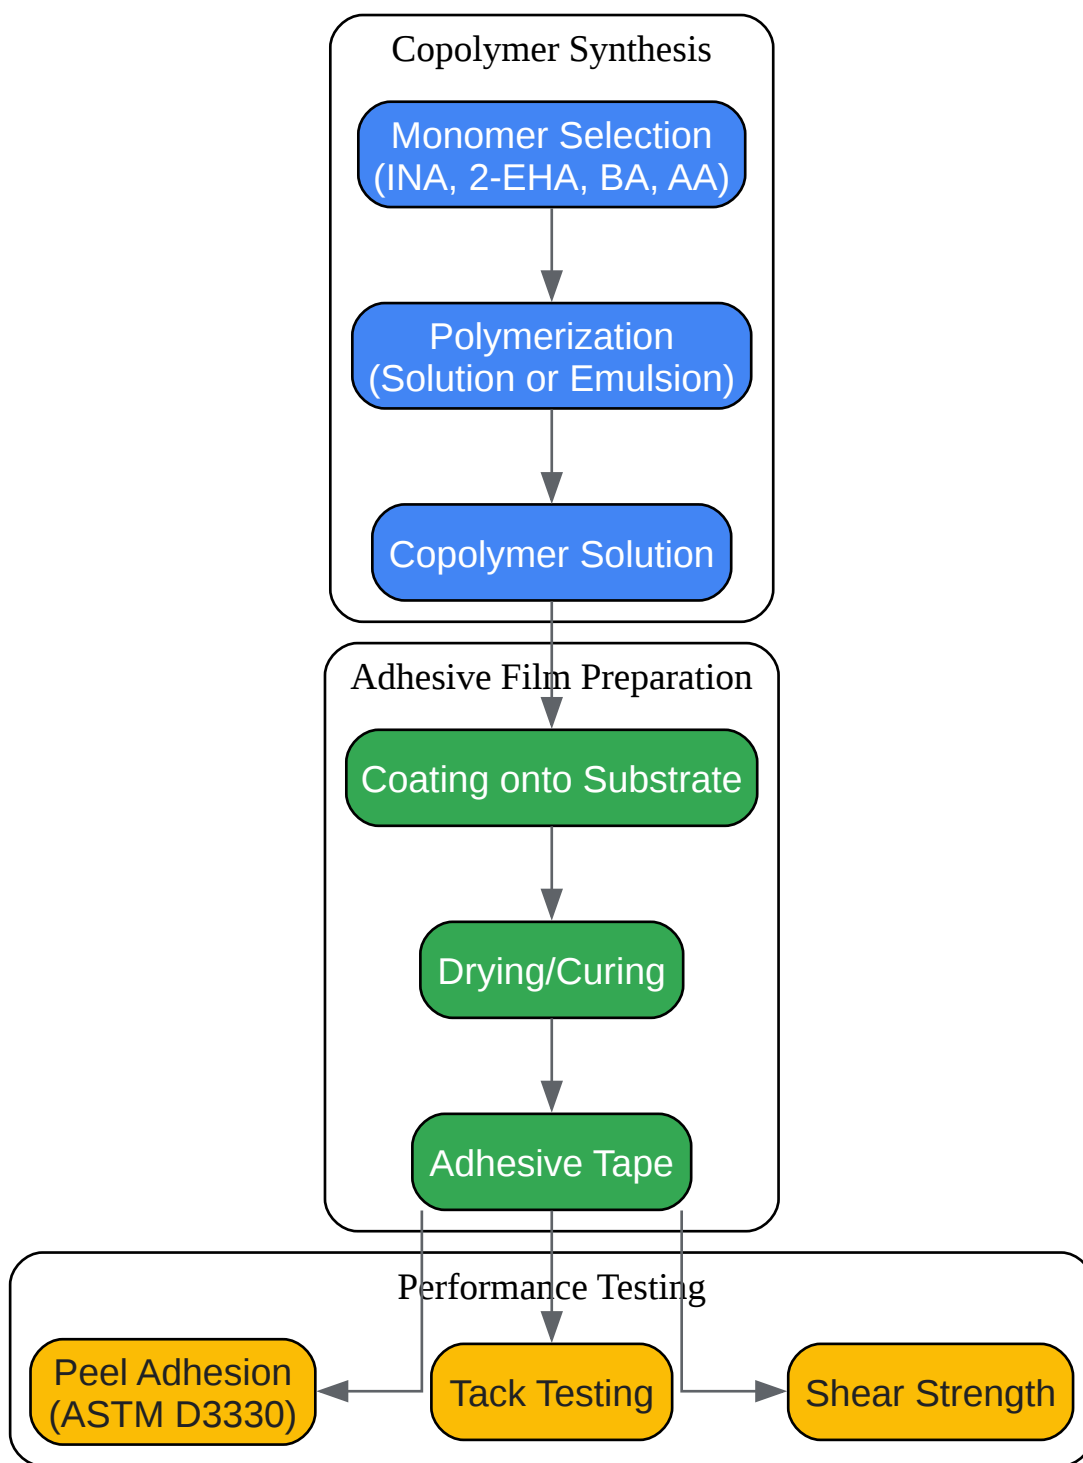 Copolymer Synthesis
Monomer Selection
(INA, 2-EHA, BA, AA)
Polymerization
(Solution or Emulsion)
Copolymer Solution
Adhesive Film Preparation
Coating onto Substrate
Drying/Curing
Adhesive Tape
Performance Testing
Peel Adhesion
(ASTM D3330)
Tack Testing
Shear Strength